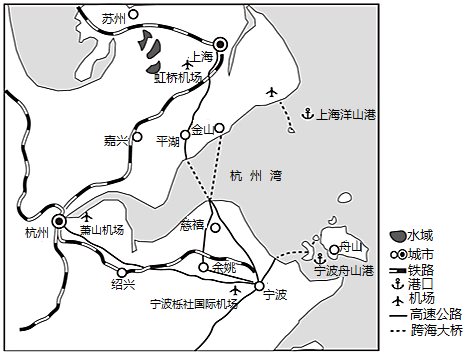 苏州
上海
虹桥机场
上海洋山港
嘉兴
平湖
金山
杭州湾
杭州
萧山机场
慈禧
舟山
宁波舟山港
余姚
绍兴
宁波栎社国际机场
宁波
水域
城市
铁路
港口
机场
高速公路
跨海大桥